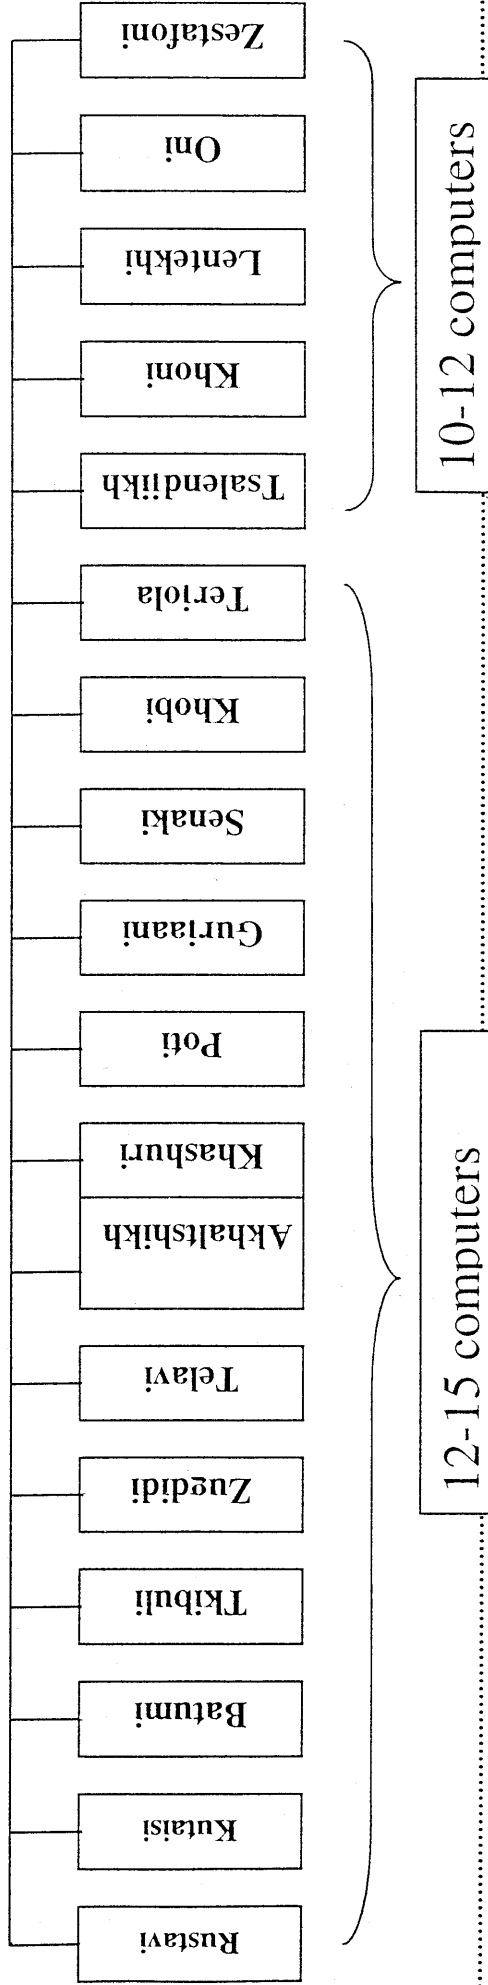 Zestafoni
Oni
Lentekhi
Khoni
Tsalendjikh
Terjola
Khobi
Senaki
Gurjaani
Poti
Khashuri
Akhaltshikh
Telavi
Zugdidi
Tkibuli
Batumi
Kutaisi
Rustavi
10-12 computers
12-15 computers